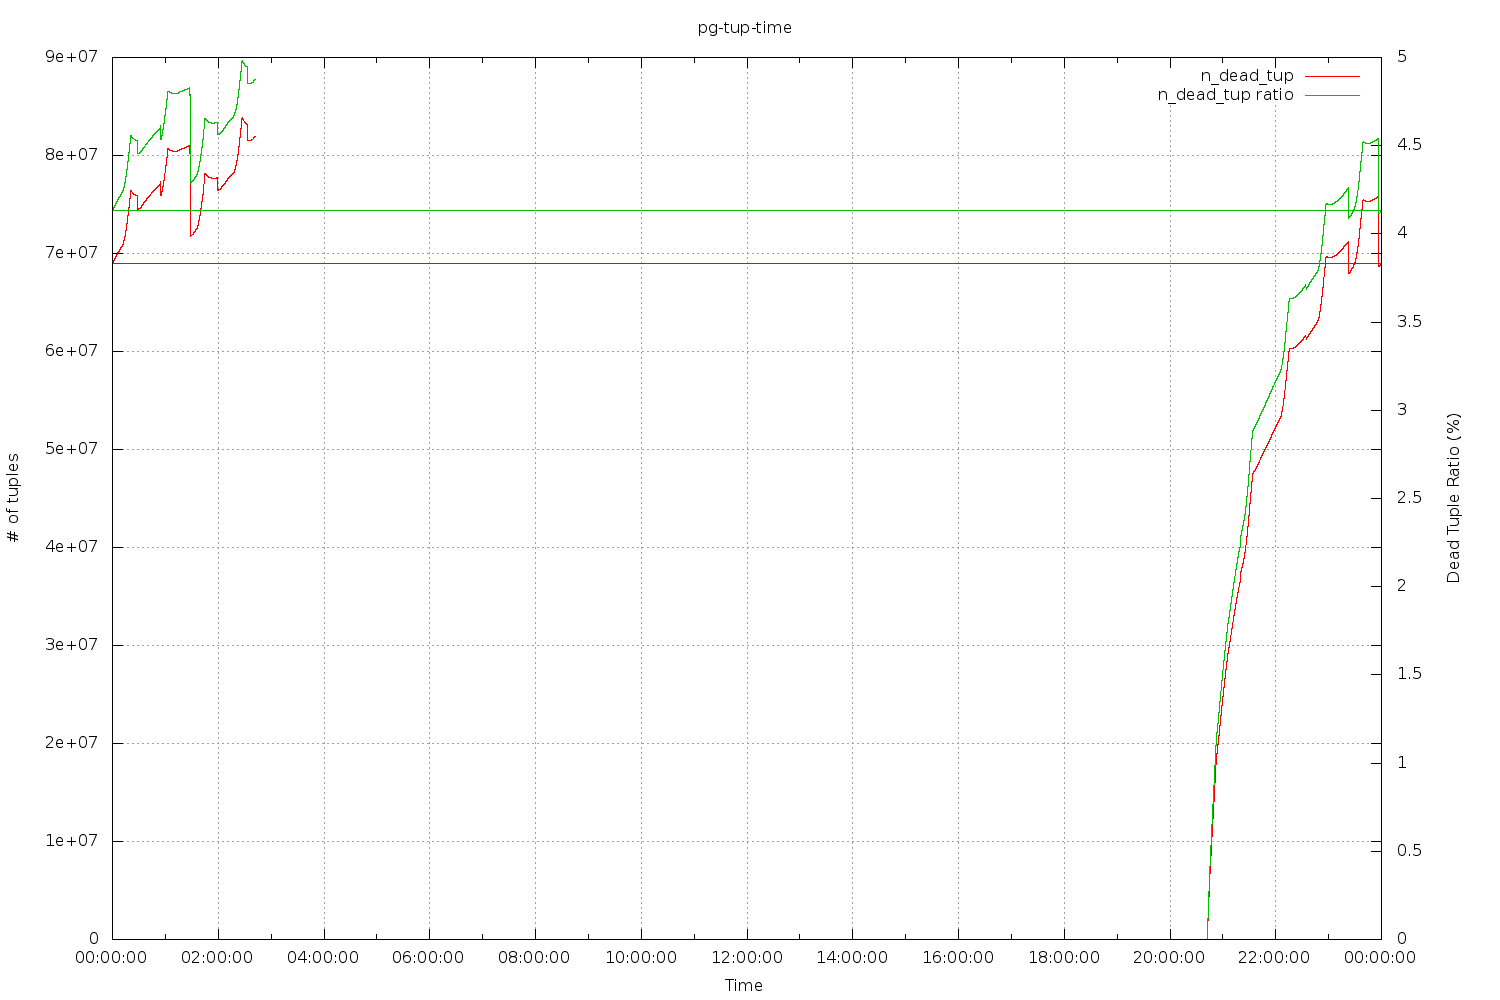 pg-tup-time
n_dead_tup
n_dead_tup ratio
9e+07
8e+07
7e+07
6e+07
5e+07
4e+07
3e+07
2e+07
1e+07
0
# of tuples
5
4.5
4
3.5
3
2.5
2
1.5
1
0.5
0
Dead Tuple Ratio (%)
00:00:00 02:00:00 04:00:00 06:00:00 08:00:00 10:00:00 12:00:00 14:00:00 16:00:00 18:00:00 20:00:00 22:00:00 00:00:00
Time